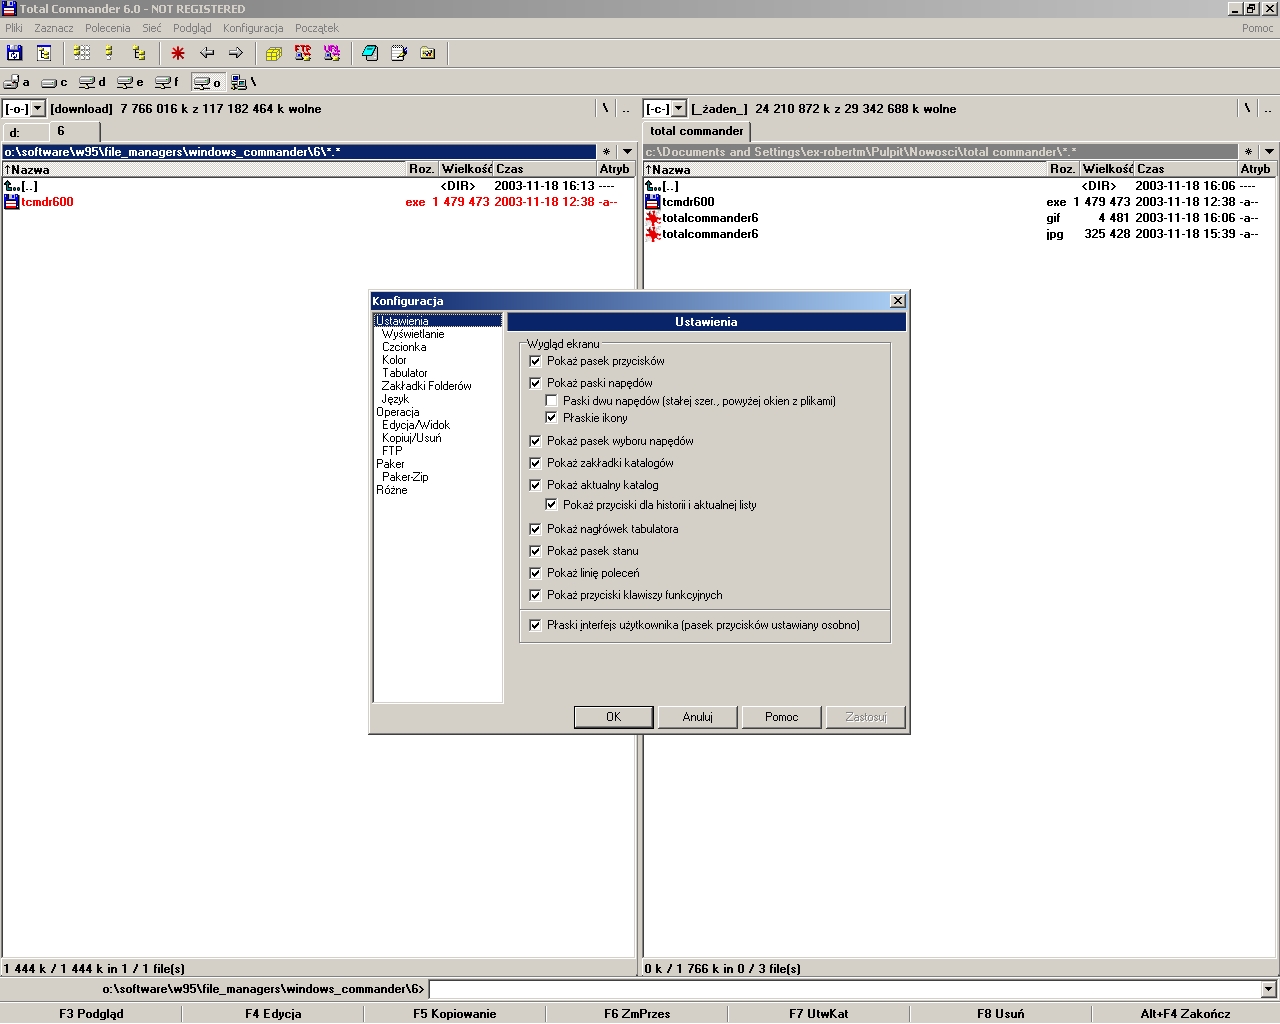 Total Commander 6.0 - NOT REGISTERED
Pliki Zaznacz Polecenia Sieć Podgląd Konfiguracja Początek Pomoc
FTP
a c d e f o \
[-o-] [download] 7 766 016 k z 117 182 464 k wolne \ ..
[-c-] [_żaden_] 24 210 872 k z 29 342 688 k wolne \ ..
d: 6
total commander
o:\software\w95\file_managers\windows_commander\6\*.* *
c:\Documents and Settings\ex-robertm\Pulpit\Nowosci\total commander\*.* *
↑Nazwa Roz. Wielkość Czas Atryb
[..] <DIR> 2003-11-18 16:13 ----
tcmdr600 exe 1 479 473 2003-11-18 12:38 -a--
↑Nazwa Roz. Wielkość Czas Atryb
[..] <DIR> 2003-11-18 16:06 ----
tcmdr600 exe 1 479 473 2003-11-18 12:38 -a--
totalcommander6 gif 4 481 2003-11-18 16:06 -a--
totalcommander6 jpg 325 428 2003-11-18 15:39 -a--
Konfiguracja
Ustawienia
Wyświetlanie
Czcionka
Kolor
Tabulator
Zakładki Folderów
Język
Operacja
Edycja/Widok
Kopiuj/Usuń
FTP
Paker
Paker-Zip
Różne
Ustawienia
Wygląd ekranu
Pokaż pasek przycisków
Pokaż paski napędów
Paski dwu napędów (stałej szer., powyżej okien z plikami)
Płaskie ikony
Pokaż pasek wyboru napędów
Pokaż zakładki katalogów
Pokaż aktualny katalog
Pokaż przyciski dla historii i aktualnej listy
Pokaż nagłówek tabulatora
Pokaż pasek stanu
Pokaż linię poleceń
Pokaż przyciski klawiszy funkcyjnych
Płaski interfejs użytkownika (pasek przycisków ustawiany osobno)
OK Anuluj Pomoc Zastosuj
1 444 k / 1 444 k in 1 / 1 file(s)
0 k / 1 766 k in 0 / 3 file(s)
o:\software\w95\file_managers\windows_commander\6>
F3 Podgląd F4 Edycja F5 Kopiowanie F6 ZmPrzes F7 UtwKat F8 Usuń Alt+F4 Zakończ